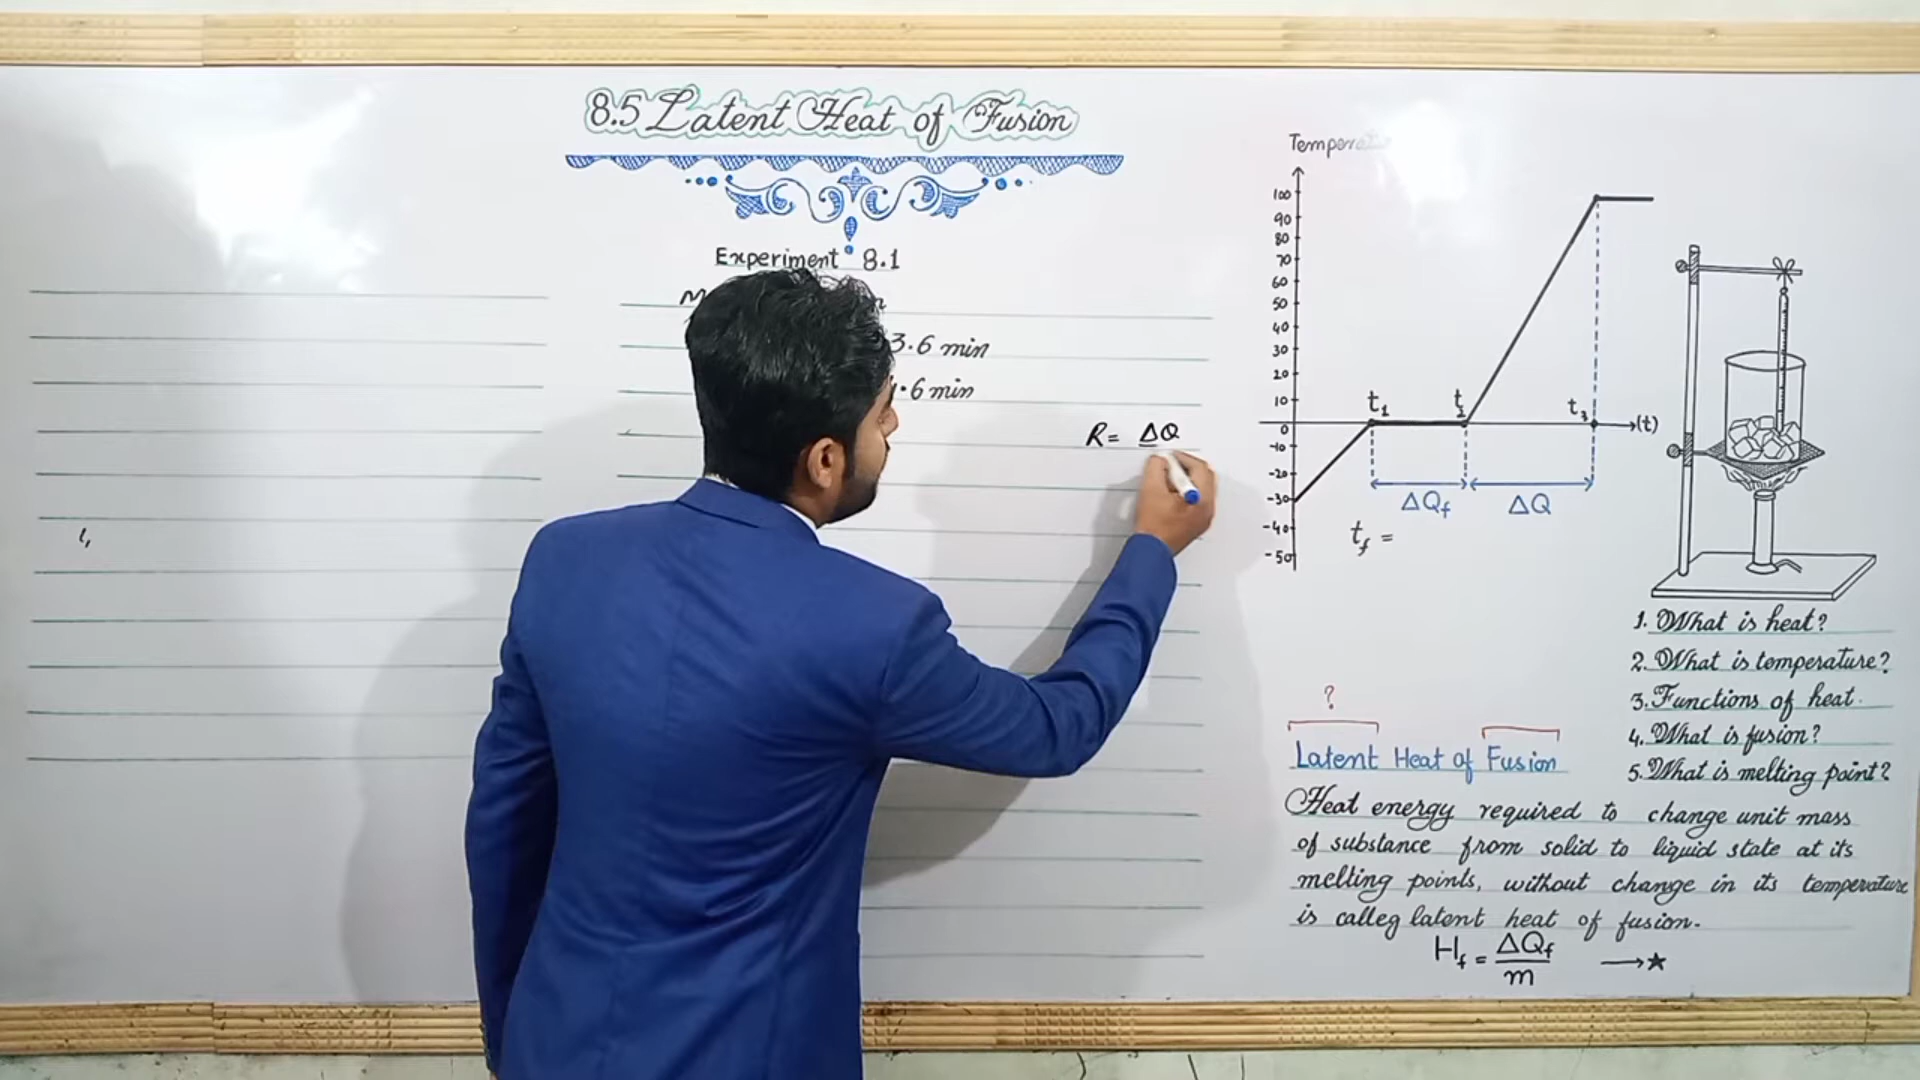 8.5 Latent Heat of Fusion
Experiment 8.1
3.6 min
.6 min
R = ΔQ
Temperature
100
90
80
70
60
50
40
30
20
10
0
-10
-20
-30
-40
-50
t₁
t₂
t₃
(t)
ΔQf
ΔQ
tf =
1. What is heat?
2. What is temperature?
3. Functions of heat.
4. What is fusion?
5. What is melting point?
?
Latent Heat of Fusion
Heat energy required to change unit mass
of substance from solid to liquid state at its
melting points, without change in its temperature
is calleg latent heat of fusion.
Hf = ΔQf / m → ★